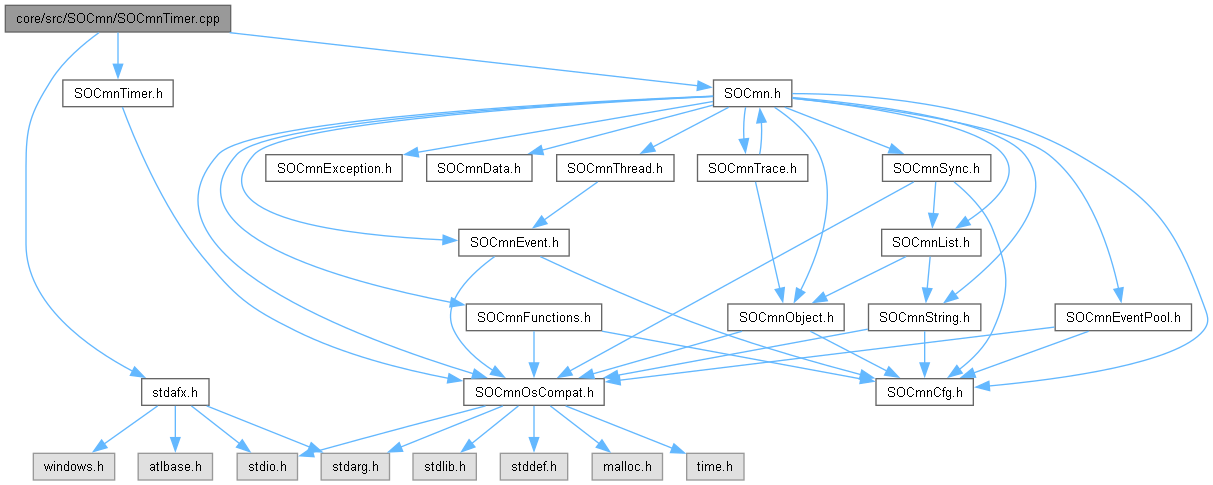 core/src/SOCmn/SOCmnTimer.cpp
SOCmnTimer.h
SOCmn.h
SOCmnException.h
SOCmnData.h
SOCmnThread.h
SOCmnTrace.h
SOCmnSync.h
SOCmnEvent.h
SOCmnList.h
SOCmnFunctions.h
SOCmnObject.h
SOCmnString.h
SOCmnEventPool.h
stdafx.h
SOCmnOsCompat.h
SOCmnCfg.h
windows.h
atlbase.h
stdio.h
stdarg.h
stdlib.h
stddef.h
malloc.h
time.h